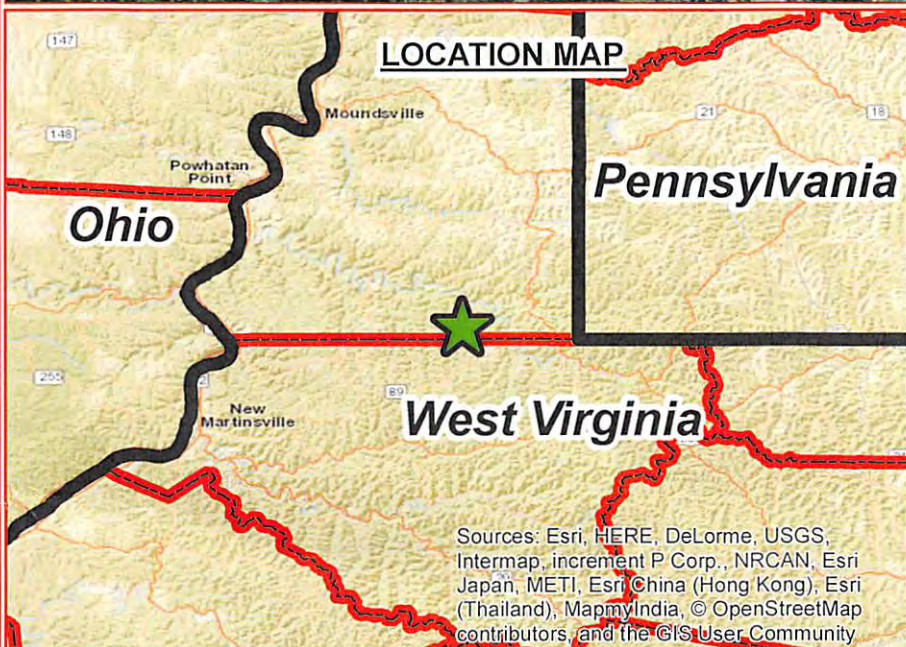 LOCATION MAP
147
Moundsville
21
18
148
Powhatan
Point
Pennsylvania
Ohio
255
2
89
New
Martinsville
West Virginia
Sources: Esri, HERE, DeLorme, USGS,
Intermap, increment P Corp., NRCAN, Esri
Japan, METI, Esri China (Hong Kong), Esri
(Thailand), MapmyIndia, © OpenStreetMap
contributors, and the GIS User Community